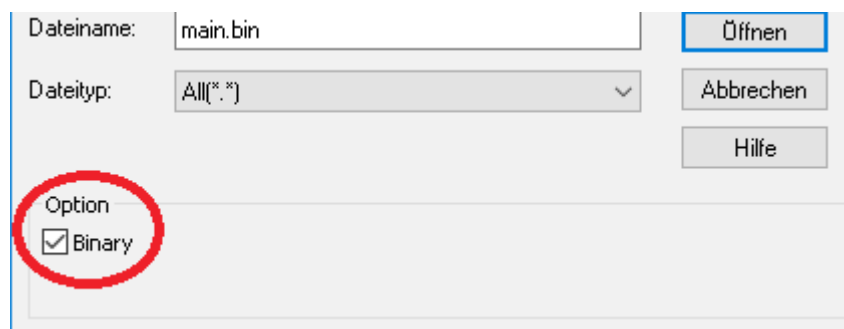 Dateiname: main.bin Öffnen
Dateityp: All(*.*) Abbrechen
Hilfe
Option
Binary